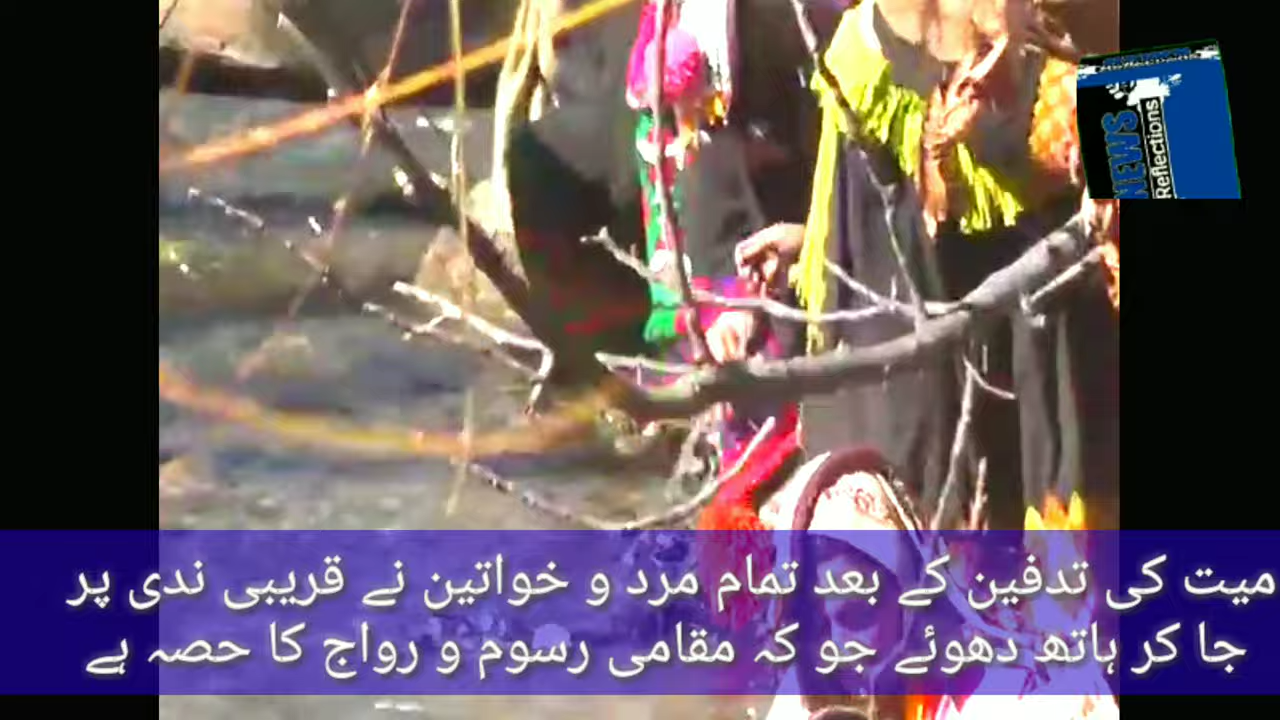 NEWS
Reflections
میت کی تدفین کے بعد تمام مرد و خواتین نے قریبی ندی پر
جا کر ہاتھ دھوئے جو کہ مقامی رسوم و رواج کا حصہ ہے